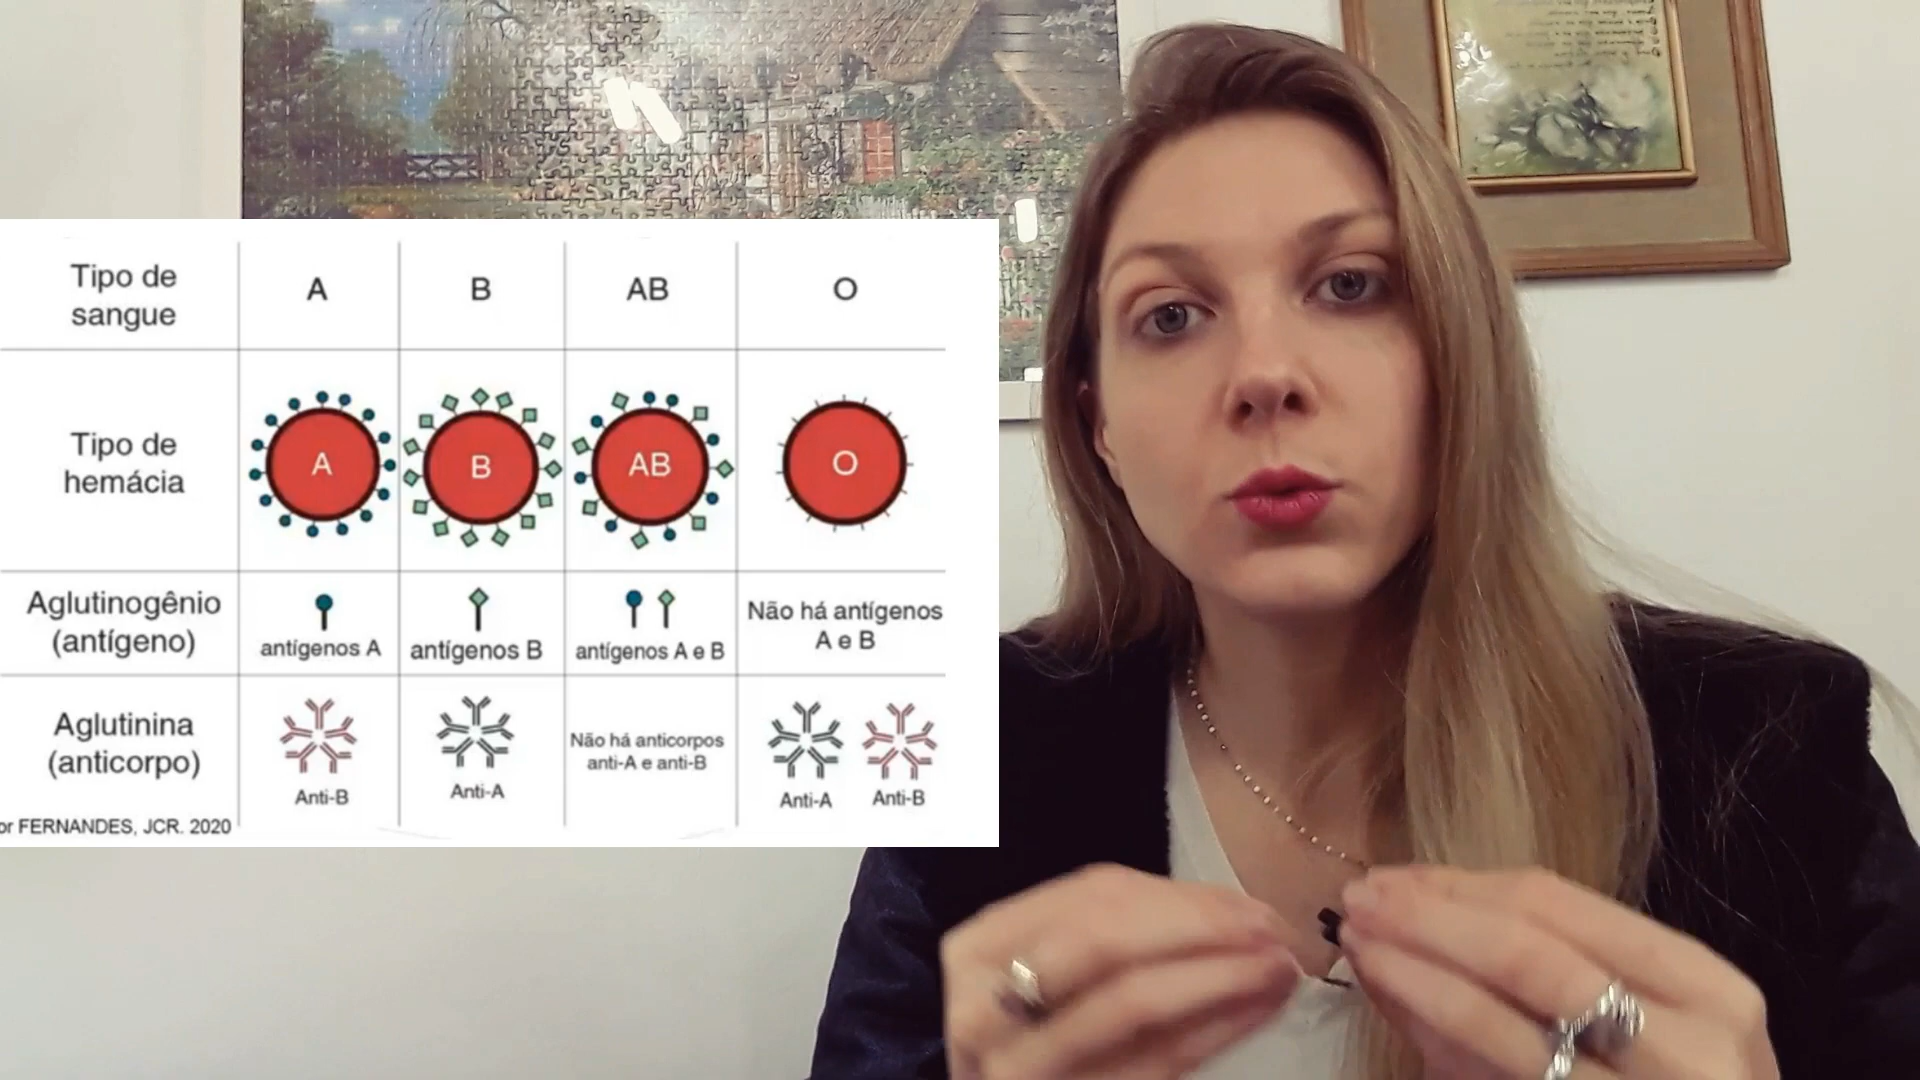 Tipo de
sangue
A
B
AB
O
Tipo de
hemácia
A
B
AB
O
Aglutinogênio
(antígeno)
antígenos A
antígenos B
antígenos A e B
Não há antígenos
A e B
Aglutinina
(anticorpo)
Anti-B
Anti-A
Não há anticorpos
anti-A e anti-B
Anti-A
Anti-B
FERNANDES, JCR. 2020